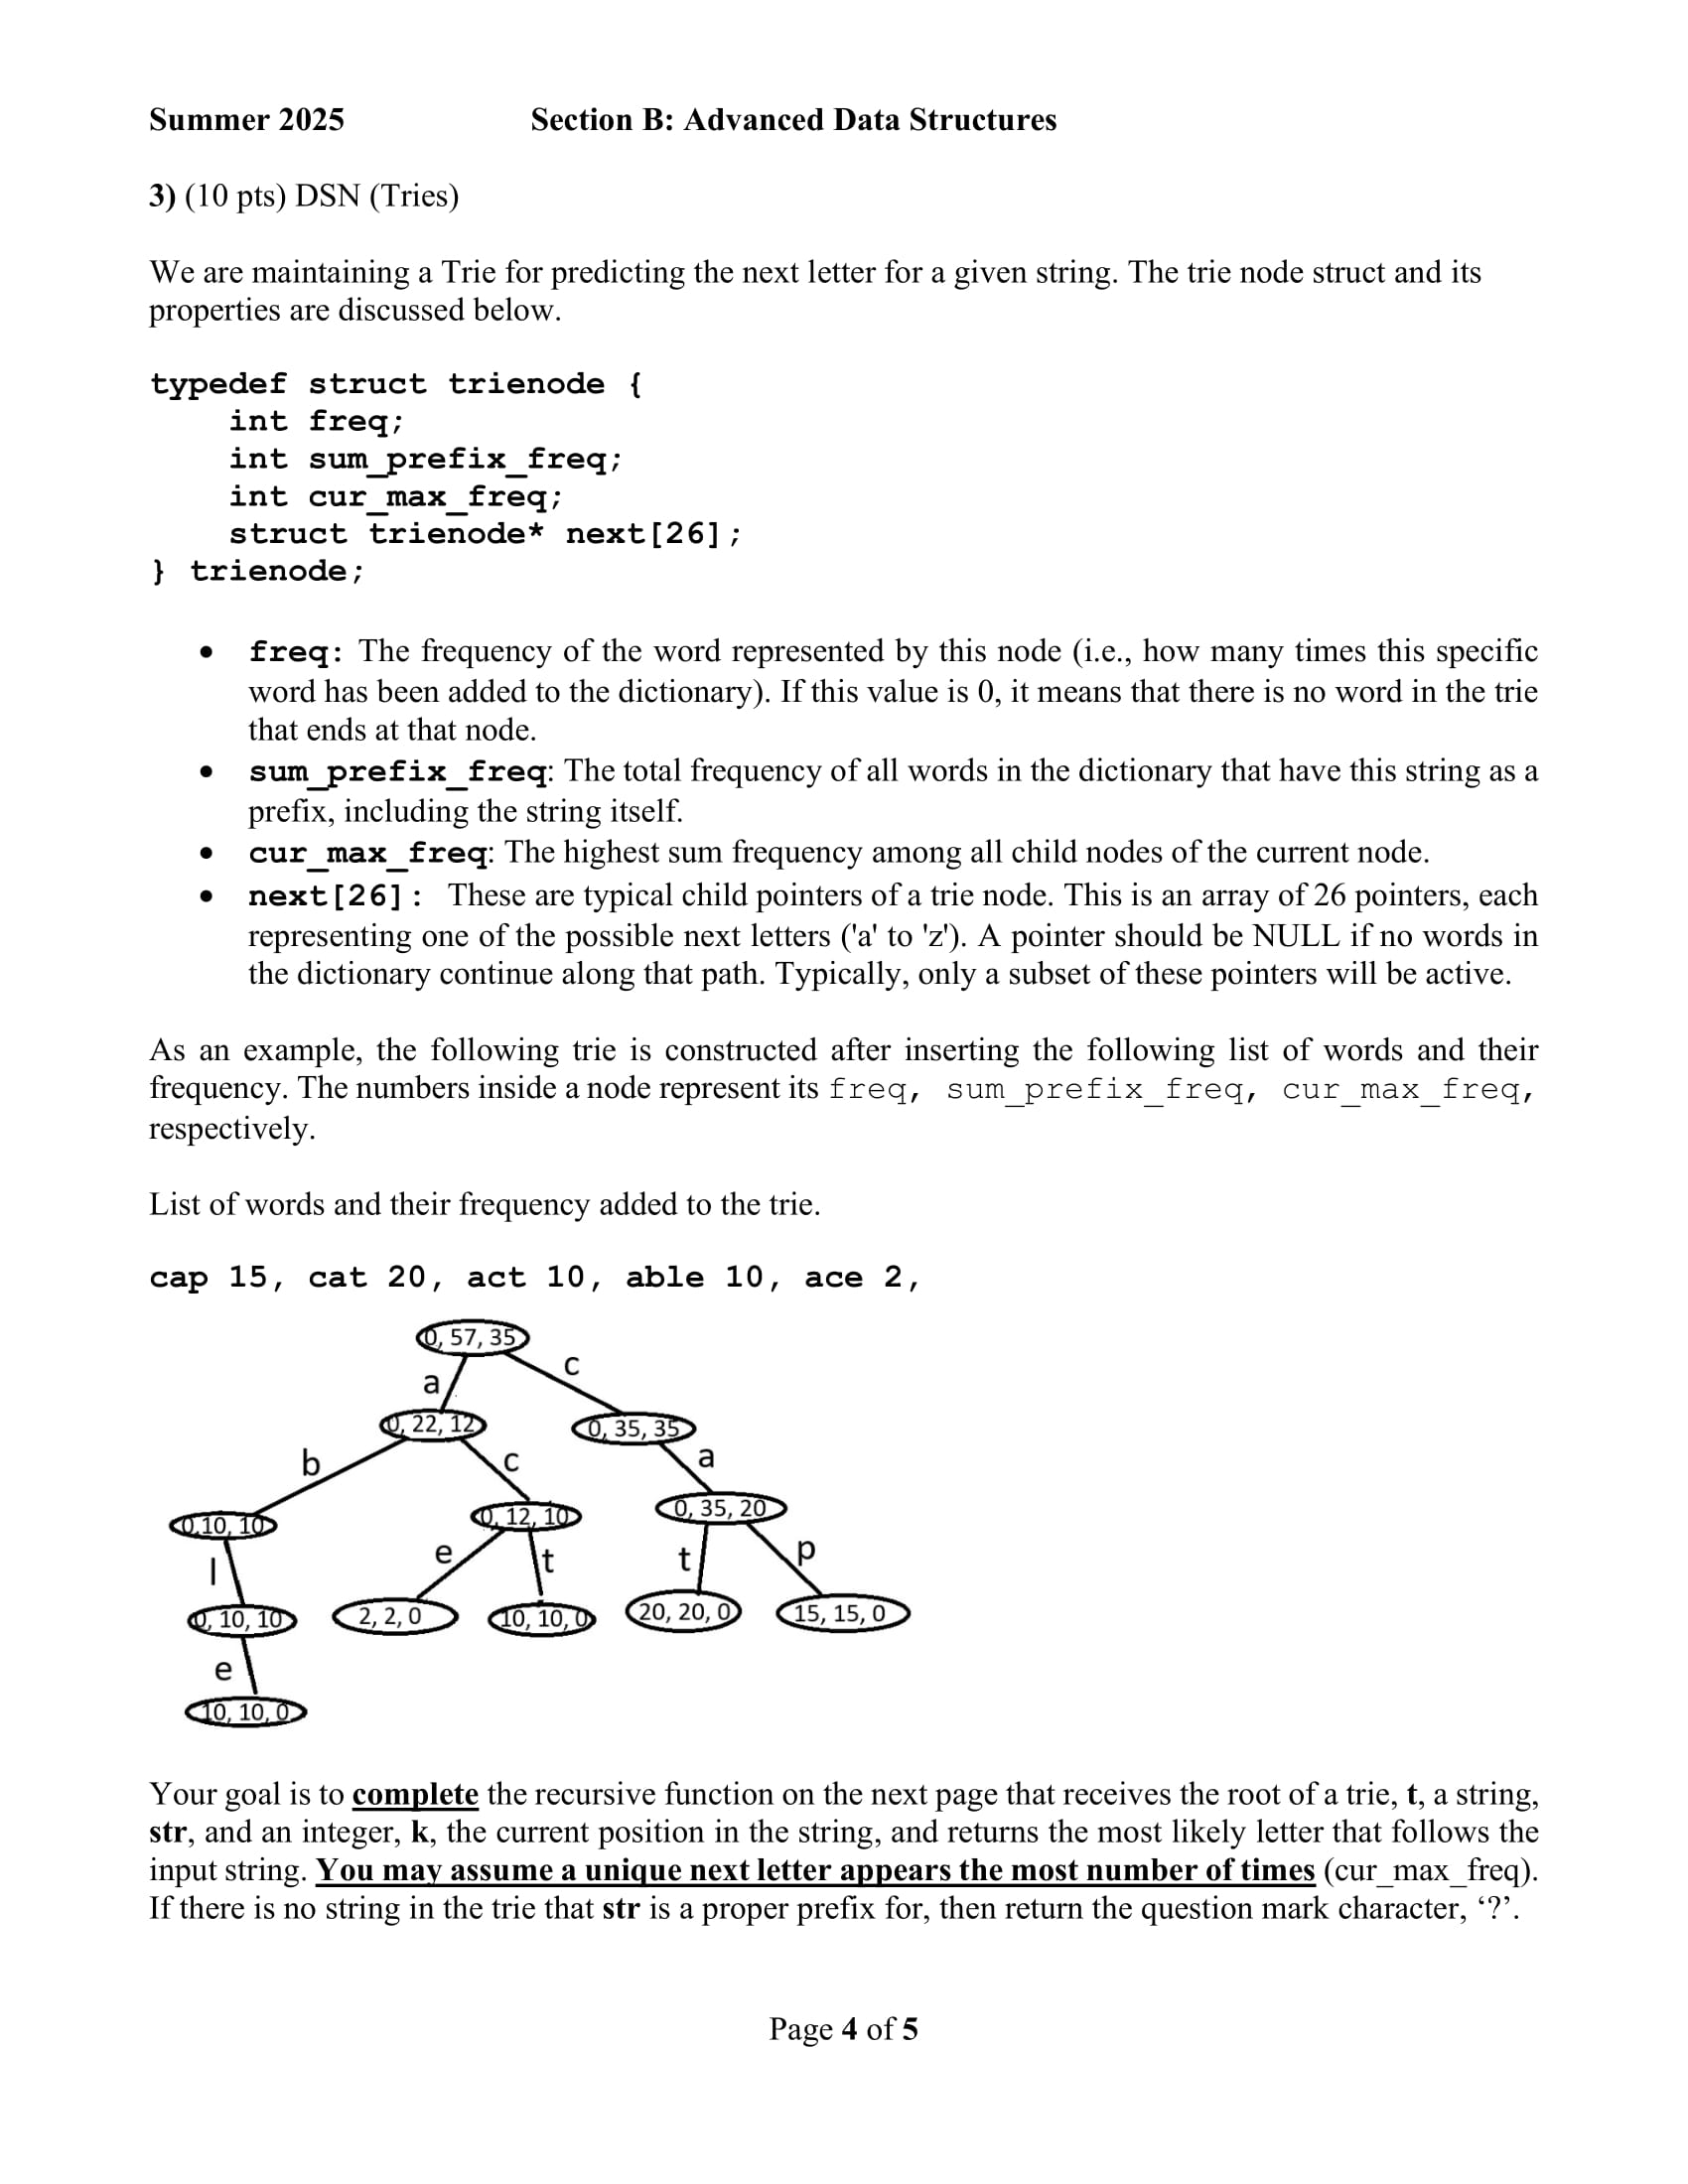 Summer 2025 Section B: Advanced Data Structures
3) (10 pts) DSN (Tries)
We are maintaining a Trie for predicting the next letter for a given string. The trie node struct and its
properties are discussed below.
typedef struct trienode {
    int freq;
    int sum_prefix_freq;
    int cur_max_freq;
    struct trienode* next[26];
} trienode;
• freq: The frequency of the word represented by this node (i.e., how many times this specific
word has been added to the dictionary). If this value is 0, it means that there is no word in the trie
that ends at that node.
• sum_prefix_freq: The total frequency of all words in the dictionary that have this string as a
prefix, including the string itself.
• cur_max_freq: The highest sum frequency among all child nodes of the current node.
• next[26]: These are typical child pointers of a trie node. This is an array of 26 pointers, each
representing one of the possible next letters ('a' to 'z'). A pointer should be NULL if no words in
the dictionary continue along that path. Typically, only a subset of these pointers will be active.
As an example, the following trie is constructed after inserting the following list of words and their
frequency. The numbers inside a node represent its freq, sum_prefix_freq, cur_max_freq,
respectively.
List of words and their frequency added to the trie.
cap 15, cat 20, act 10, able 10, ace 2,
0, 57, 35
a c
0, 22, 12 0, 35, 35
b c a
0,10, 10 0, 12, 10 0, 35, 20
l e t t p
0, 10, 10 2, 2, 0 10, 10, 0 20, 20, 0 15, 15, 0
e
10, 10, 0
Your goal is to complete the recursive function on the next page that receives the root of a trie, t, a string,
str, and an integer, k, the current position in the string, and returns the most likely letter that follows the
input string. You may assume a unique next letter appears the most number of times (cur_max_freq).
If there is no string in the trie that str is a proper prefix for, then return the question mark character, ‘?’.
Page 4 of 5